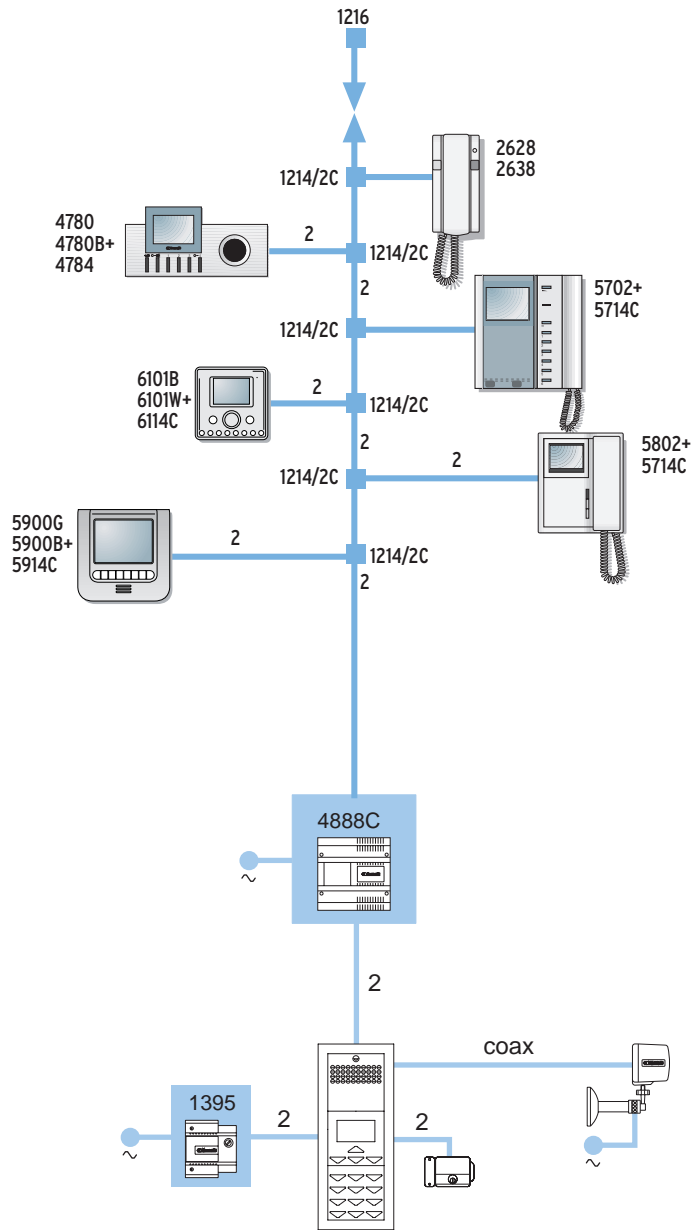 1216
2628
2638
1214/2C
4780
4780B+
4784
2
1214/2C
2
5702+
5714C
1214/2C
6101B
6101W+
6114C
2
1214/2C
2
5802+
5714C
2
1214/2C
5900G
5900B+
5914C
2
1214/2C
2
4888C
~
2
coax
1395
2
2
~
~